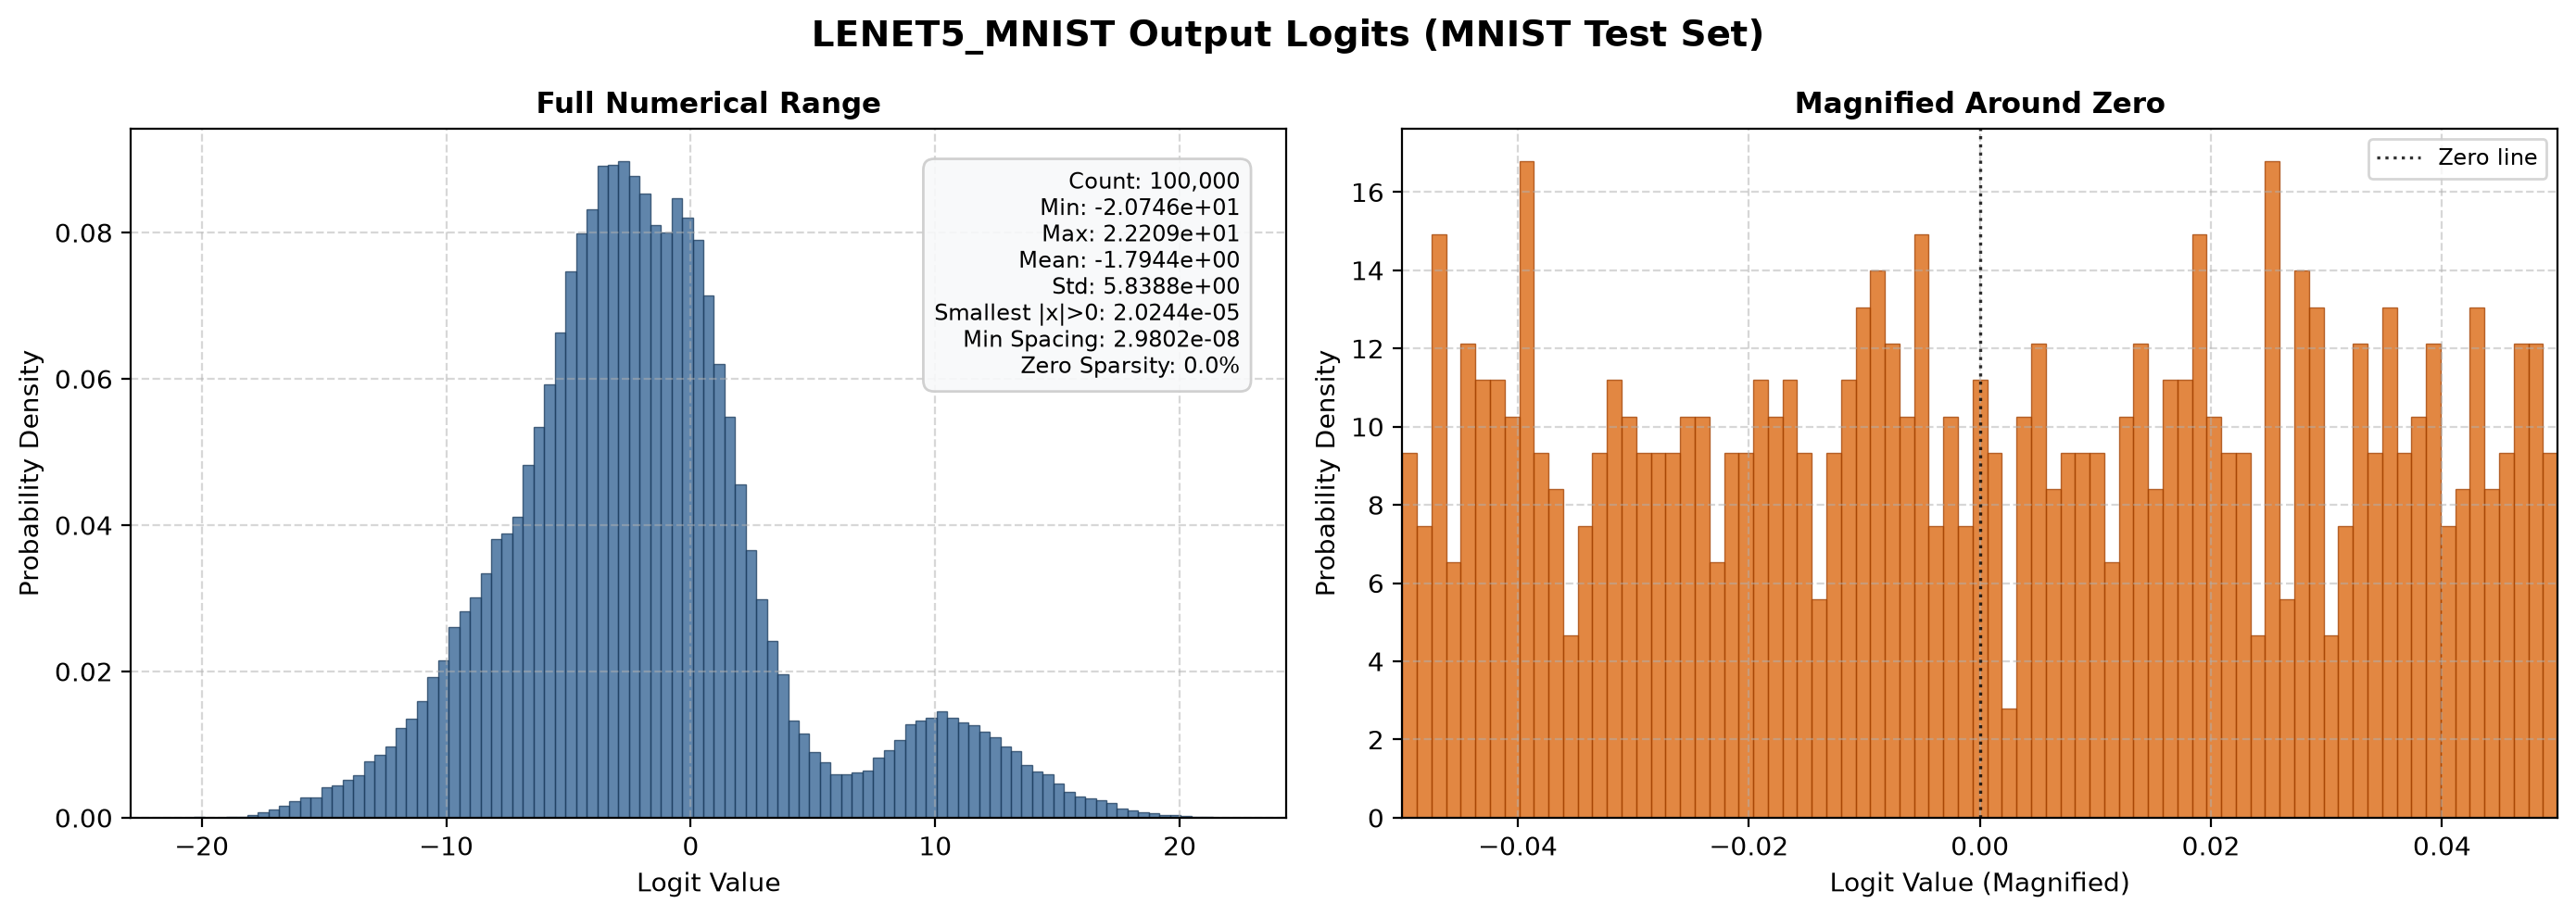 LENET5_MNIST Output Logits (MNIST Test Set)
Full Numerical Range
Probability Density
0.08
0.06
0.04
0.02
0.00
Count: 100,000
Min: -2.0746e+01
Max: 2.2209e+01
Mean: -1.7944e+00
Std: 5.8388e+00
Smallest |x|>0: 2.0244e-05
Min Spacing: 2.9802e-08
Zero Sparsity: 0.0%
−20 −10 0 10 20
Logit Value
Magnified Around Zero
Probability Density
16
14
12
10
8
6
4
2
0
Zero line
−0.04 −0.02 0.00 0.02 0.04
Logit Value (Magnified)